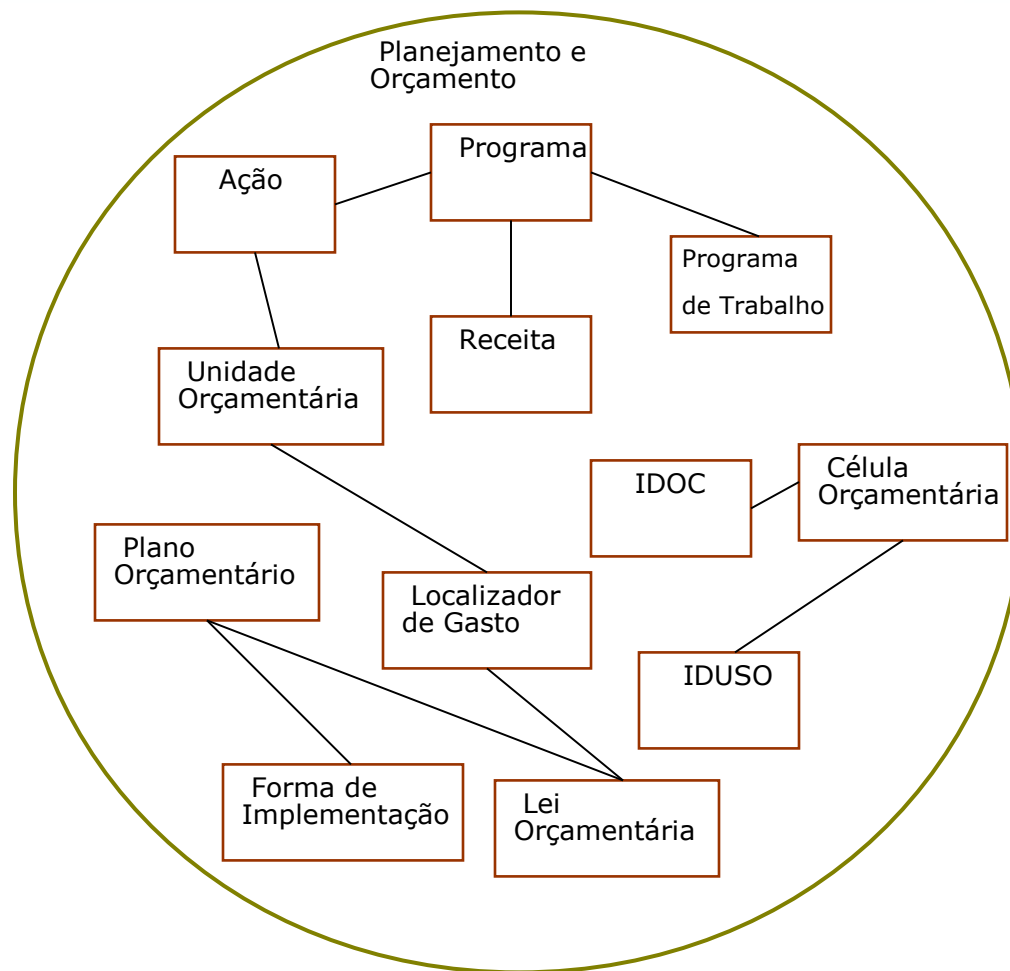 Planejamento e
Orçamento
Programa
Ação
Programa
de Trabalho
Receita
Unidade
Orçamentária
IDOC
Célula
Orçamentária
Plano
Orçamentário
Localizador
de Gasto
IDUSO
Forma de
Implementação
Lei
Orçamentária